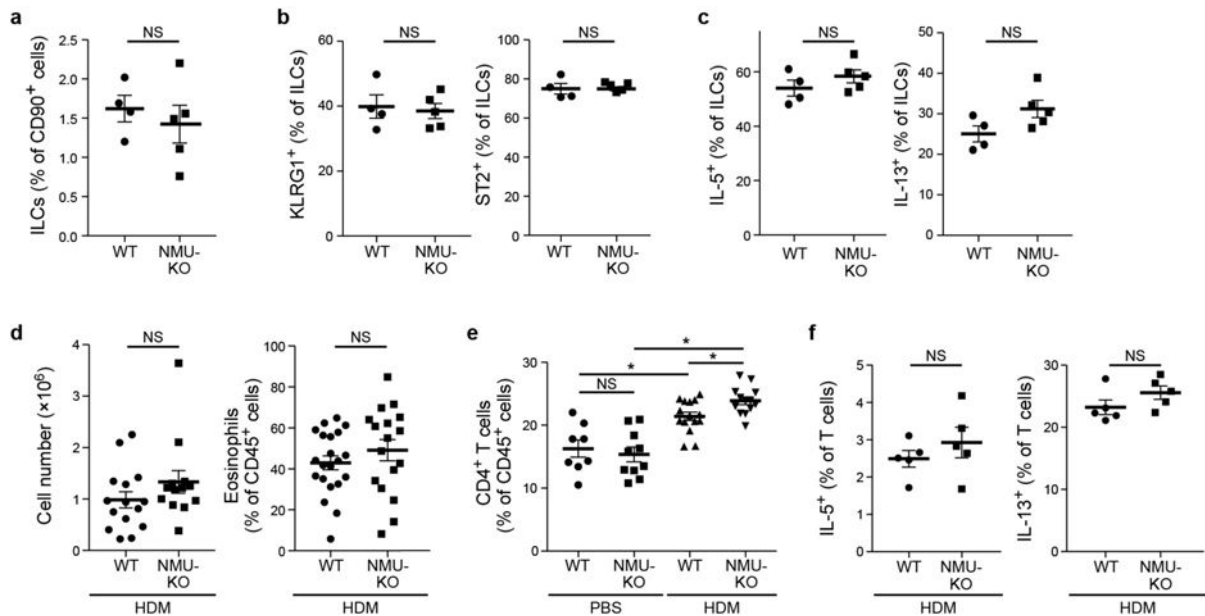 a
NS
2.5
2.0
1.5
1.0
0.5
0.0
ILCs (% of CD90⁺ cells)
WT
NMU-
KO
b
NS
60
40
20
0
KLRG1⁺ (% of ILCs)
WT
NMU-
KO
NS
100
80
60
40
20
0
ST2⁺ (% of ILCs)
WT
NMU-
KO
c
NS
60
40
20
0
IL-5⁺ (% of ILCs)
WT
NMU-
KO
NS
50
40
30
20
10
0
IL-13⁺ (% of ILCs)
WT
NMU-
KO
d
NS
4
3
2
1
0
Cell number (×10⁶)
WT
NMU-
KO
HDM
NS
100
80
60
40
20
0
Eosinophils
(% of CD45⁺ cells)
WT
NMU-
KO
HDM
e
*
*
*
NS
30
20
10
0
CD4⁺ T cells
(% of CD45⁺ cells)
WT
NMU-
KO
WT
NMU-
KO
PBS
HDM
f
NS
5
4
3
2
1
0
IL-5⁺ (% of T cells)
WT
NMU-
KO
HDM
NS
30
20
10
0
IL-13⁺ (% of T cells)
WT
NMU-
KO
HDM